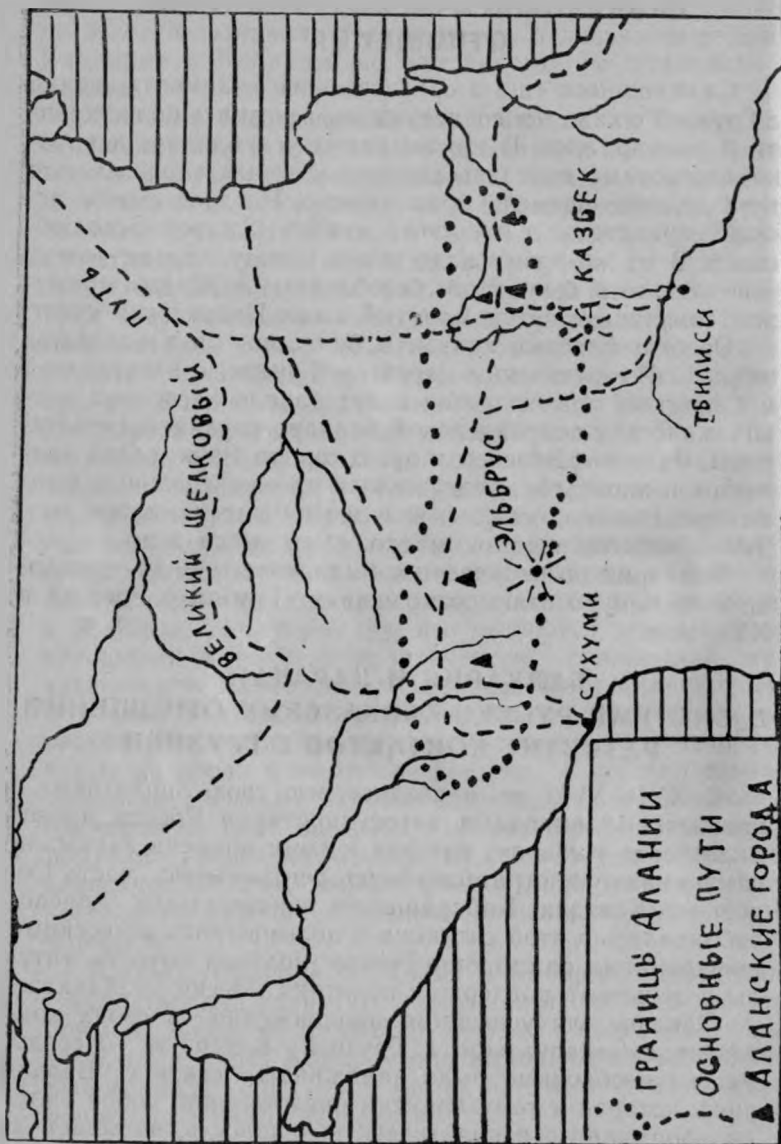 ВЕЛИКИЙ ШЕЛКОВЫЙ ПУТЬ
ЭЛЬБРУС
КАЗБЕК
СУХУМИ
ТБИЛИСИ
ГРАНИЦЫ АЛАНИИ
ОСНОВНЫЕ ПУТИ
АЛАНСКИЕ ГОРОДА